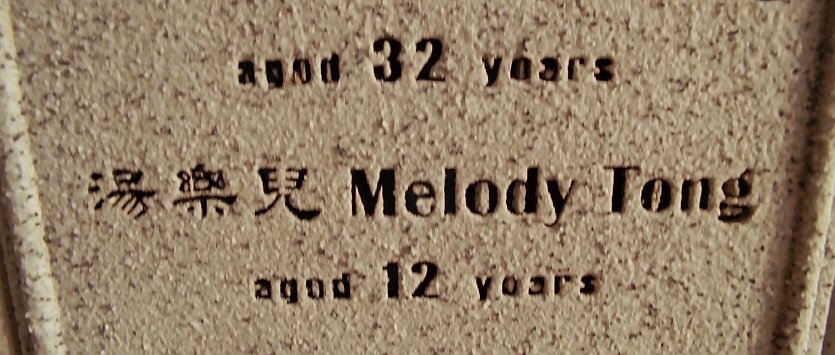 aged 32 years
湯樂兒 Melody Tong
aged 12 years